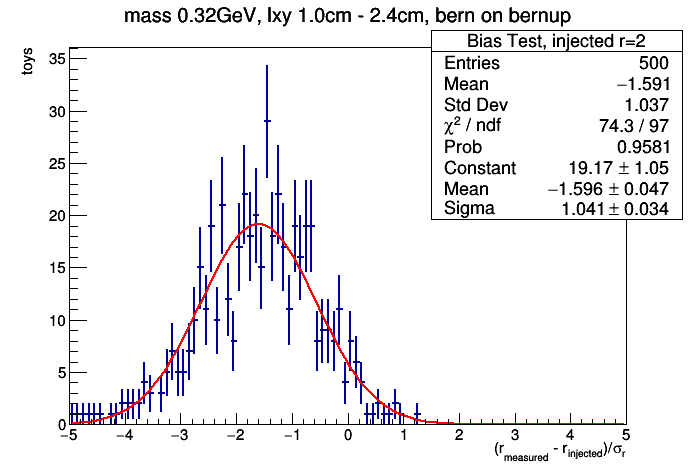 mass 0.32GeV, lxy 1.0cm - 2.4cm, bern on bernup
Bias Test, injected r=2
Entries 500
Mean −1.591
Std Dev 1.037
χ² / ndf 74.3 / 97
Prob 0.9581
Constant 19.17 ± 1.05
Mean −1.596 ± 0.047
Sigma 1.041 ± 0.034
toys
35
30
25
20
15
10
5
0
−5 −4 −3 −2 −1 0 1 2 3 4 5
(r_measured - r_injected)/σ_r